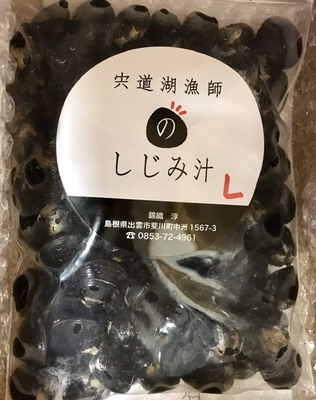 宍道湖漁師
の
しじみ汁
L
錦織 淳
島根県出雲市斐川町中洲1567-3
☎0853-72-4961